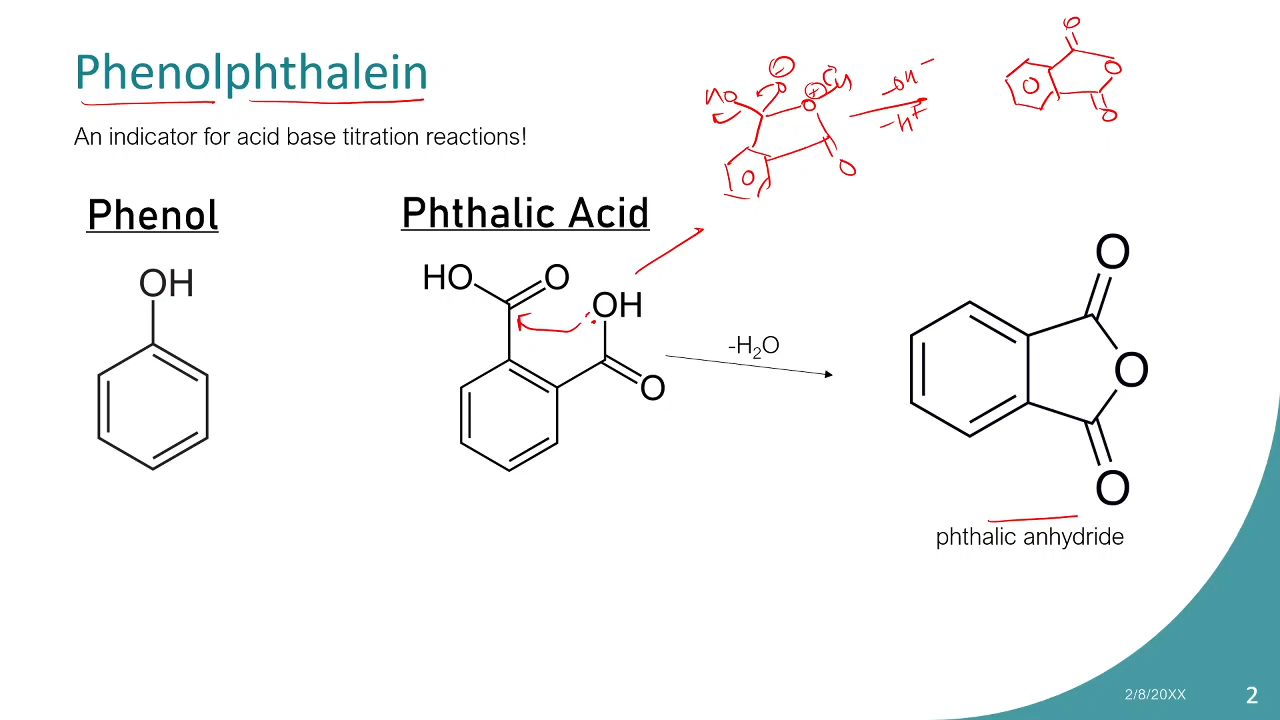 Phenolphthalein
An indicator for acid base titration reactions!
Phenol
Phthalic Acid
OH
HO
O
OH
O
-H2O
O
O
O
phthalic anhydride
HO
O
O
O
-OH-
-H+
O
O
O
2/8/20XX
2